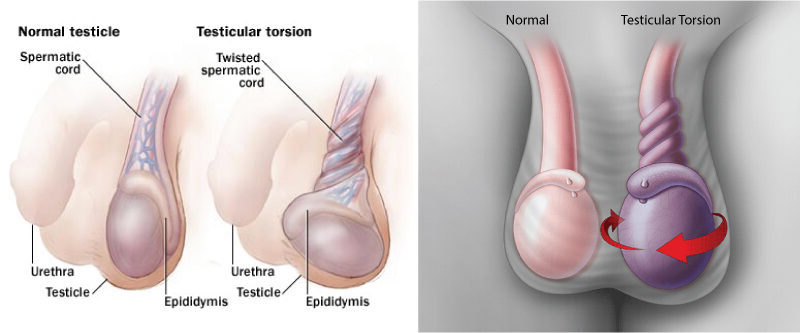 Normal testicle
Spermatic
cord
Urethra
Testicle
Epididymis
Testicular torsion
Twisted
spermatic
cord
Urethra
Testicle
Epididymis
Normal
Testicular Torsion